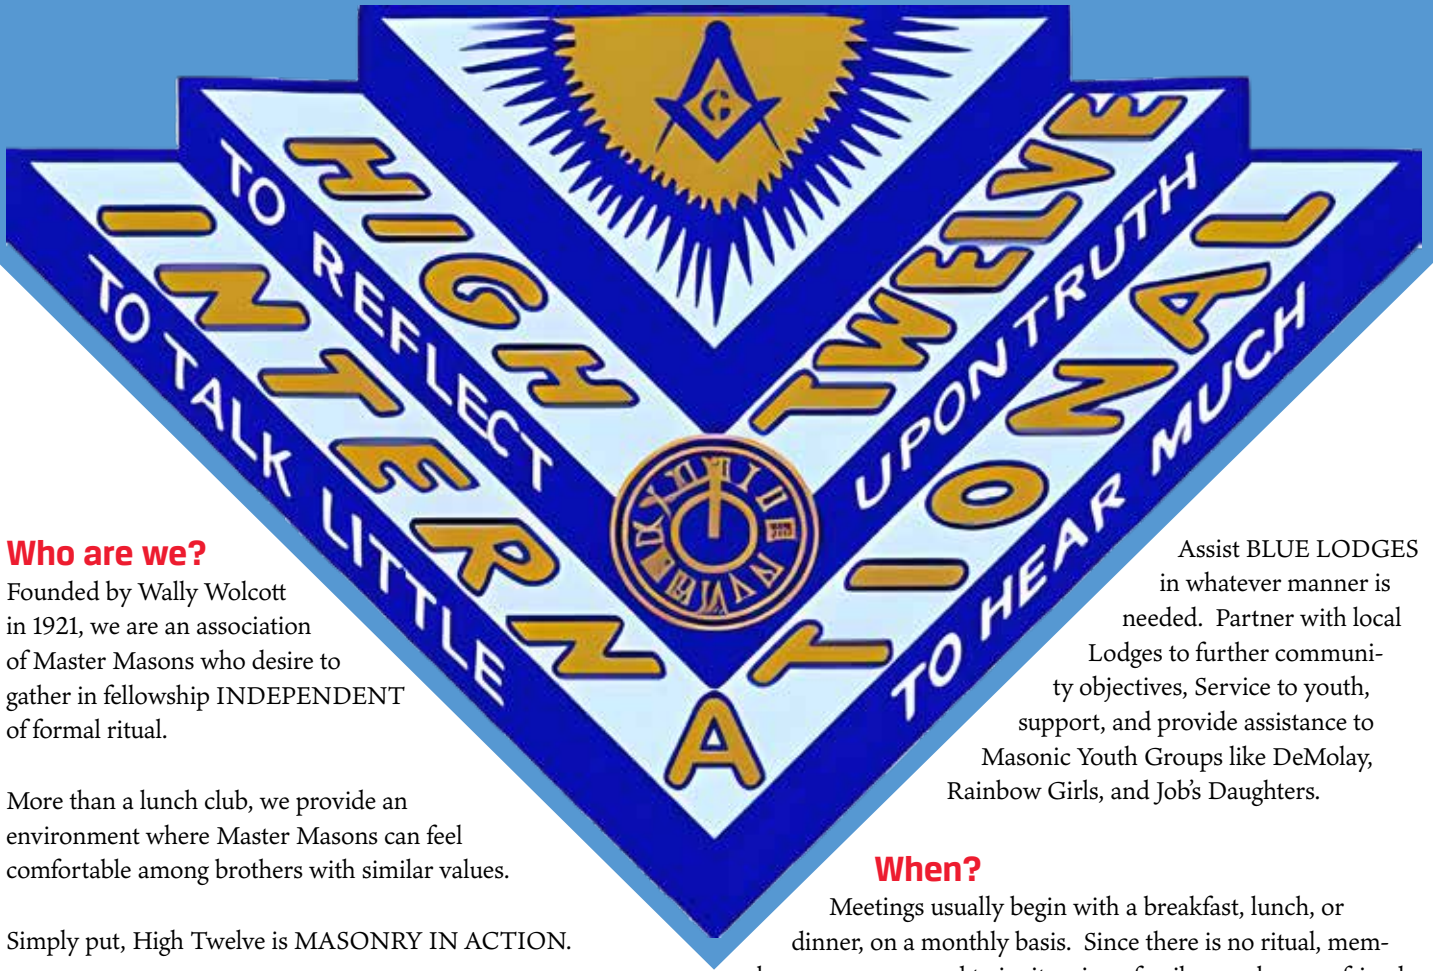 G
HIGH TWELVE
TO REFLECT UPON TRUTH
INTERNATIONAL
TO TALK LITTLE TO HEAR MUCH
Who are we?
Founded by Wally Wolcott
in 1921, we are an association
of Master Masons who desire to
gather in fellowship INDEPENDENT
of formal ritual.
More than a lunch club, we provide an
environment where Master Masons can feel
comfortable among brothers with similar values.
Simply put, High Twelve is MASONRY IN ACTION.
Assist BLUE LODGES
in whatever manner is
needed. Partner with local
Lodges to further communi-
ty objectives, Service to youth,
support, and provide assistance to
Masonic Youth Groups like DeMolay,
Rainbow Girls, and Job's Daughters.
When?
Meetings usually begin with a breakfast, lunch, or
dinner, on a monthly basis. Since there is no ritual, mem-